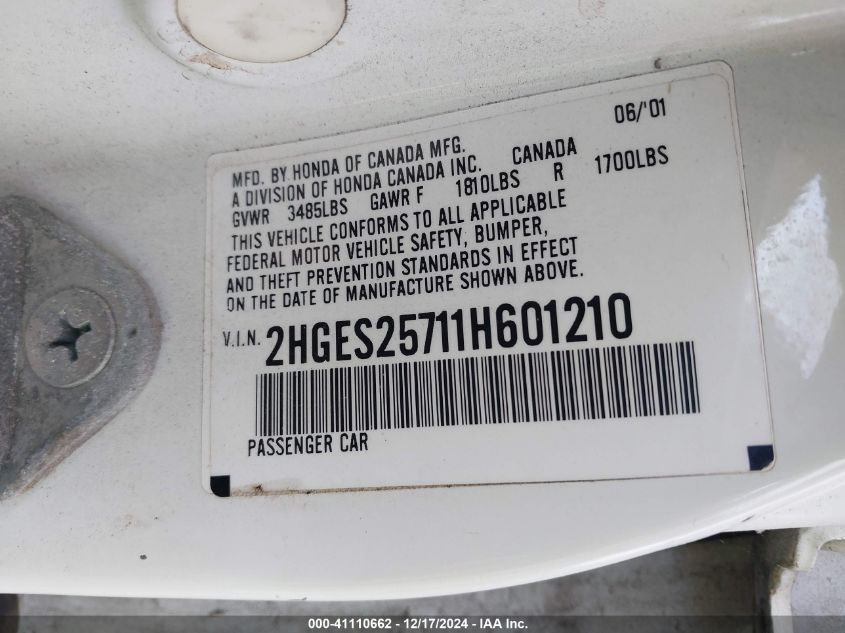 06/'01
MFD. BY HONDA OF CANADA MFG.
A DIVISION OF HONDA CANADA INC. CANADA
GVWR 3485LBS GAWR F 1810LBS R 1700LBS
THIS VEHICLE CONFORMS TO ALL APPLICABLE
FEDERAL MOTOR VEHICLE SAFETY, BUMPER,
AND THEFT PREVENTION STANDARDS IN EFFECT
ON THE DATE OF MANUFACTURE SHOWN ABOVE.
V.I.N. 2HGES25711H601210
PASSENGER CAR
000-41110662 - 12/17/2024 - IAA Inc.